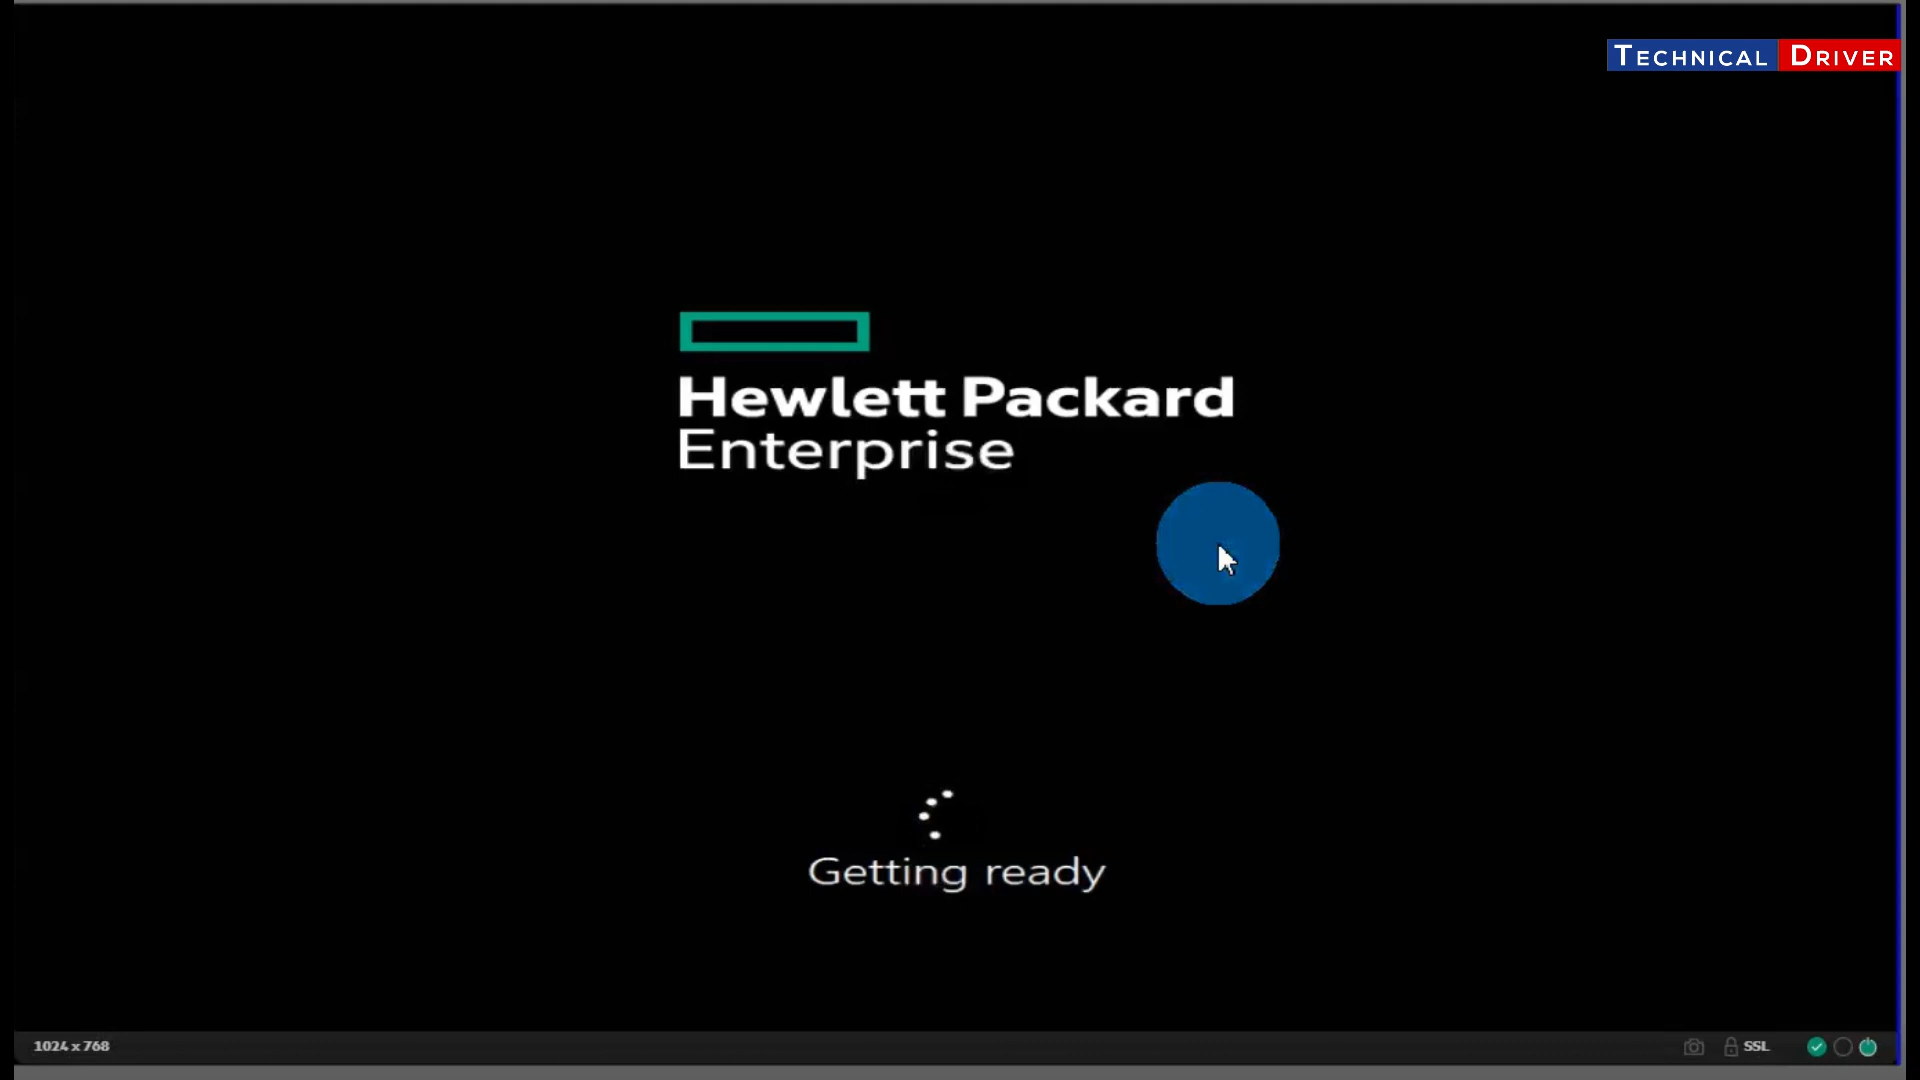 TECHNICAL DRIVER
Hewlett Packard
Enterprise
Getting ready
1024 x 768
SSL